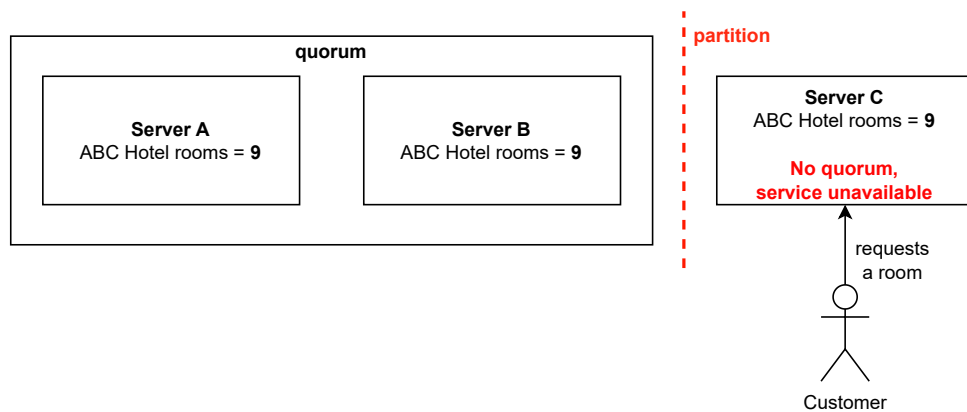 quorum
partition
Server A
ABC Hotel rooms = 9
Server B
ABC Hotel rooms = 9
Server C
ABC Hotel rooms = 9
No quorum,
service unavailable
requests
a room
Customer